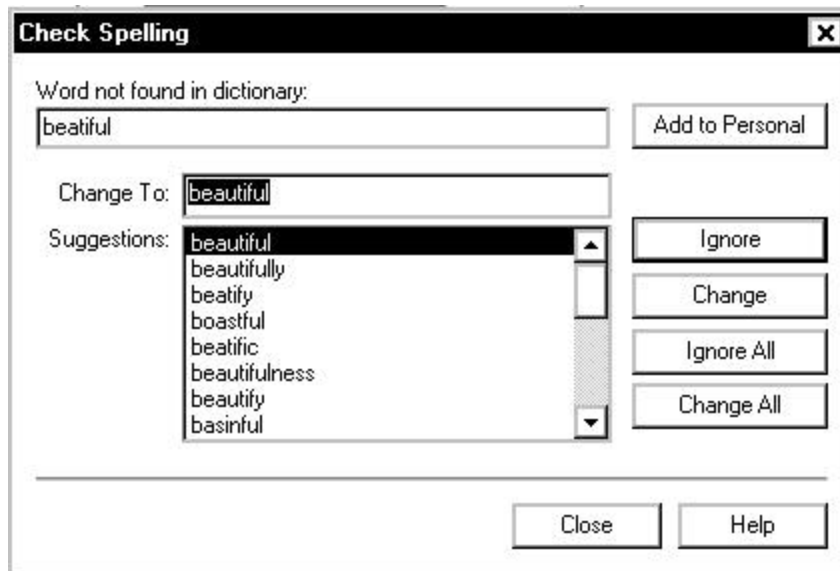 Check Spelling
Word not found in dictionary:
beatiful
Add to Personal
Change To: beautiful
Suggestions:
beautiful
beautifully
beatify
boastful
beatific
beautifulness
beautify
basinful
Ignore
Change
Ignore All
Change All
Close
Help